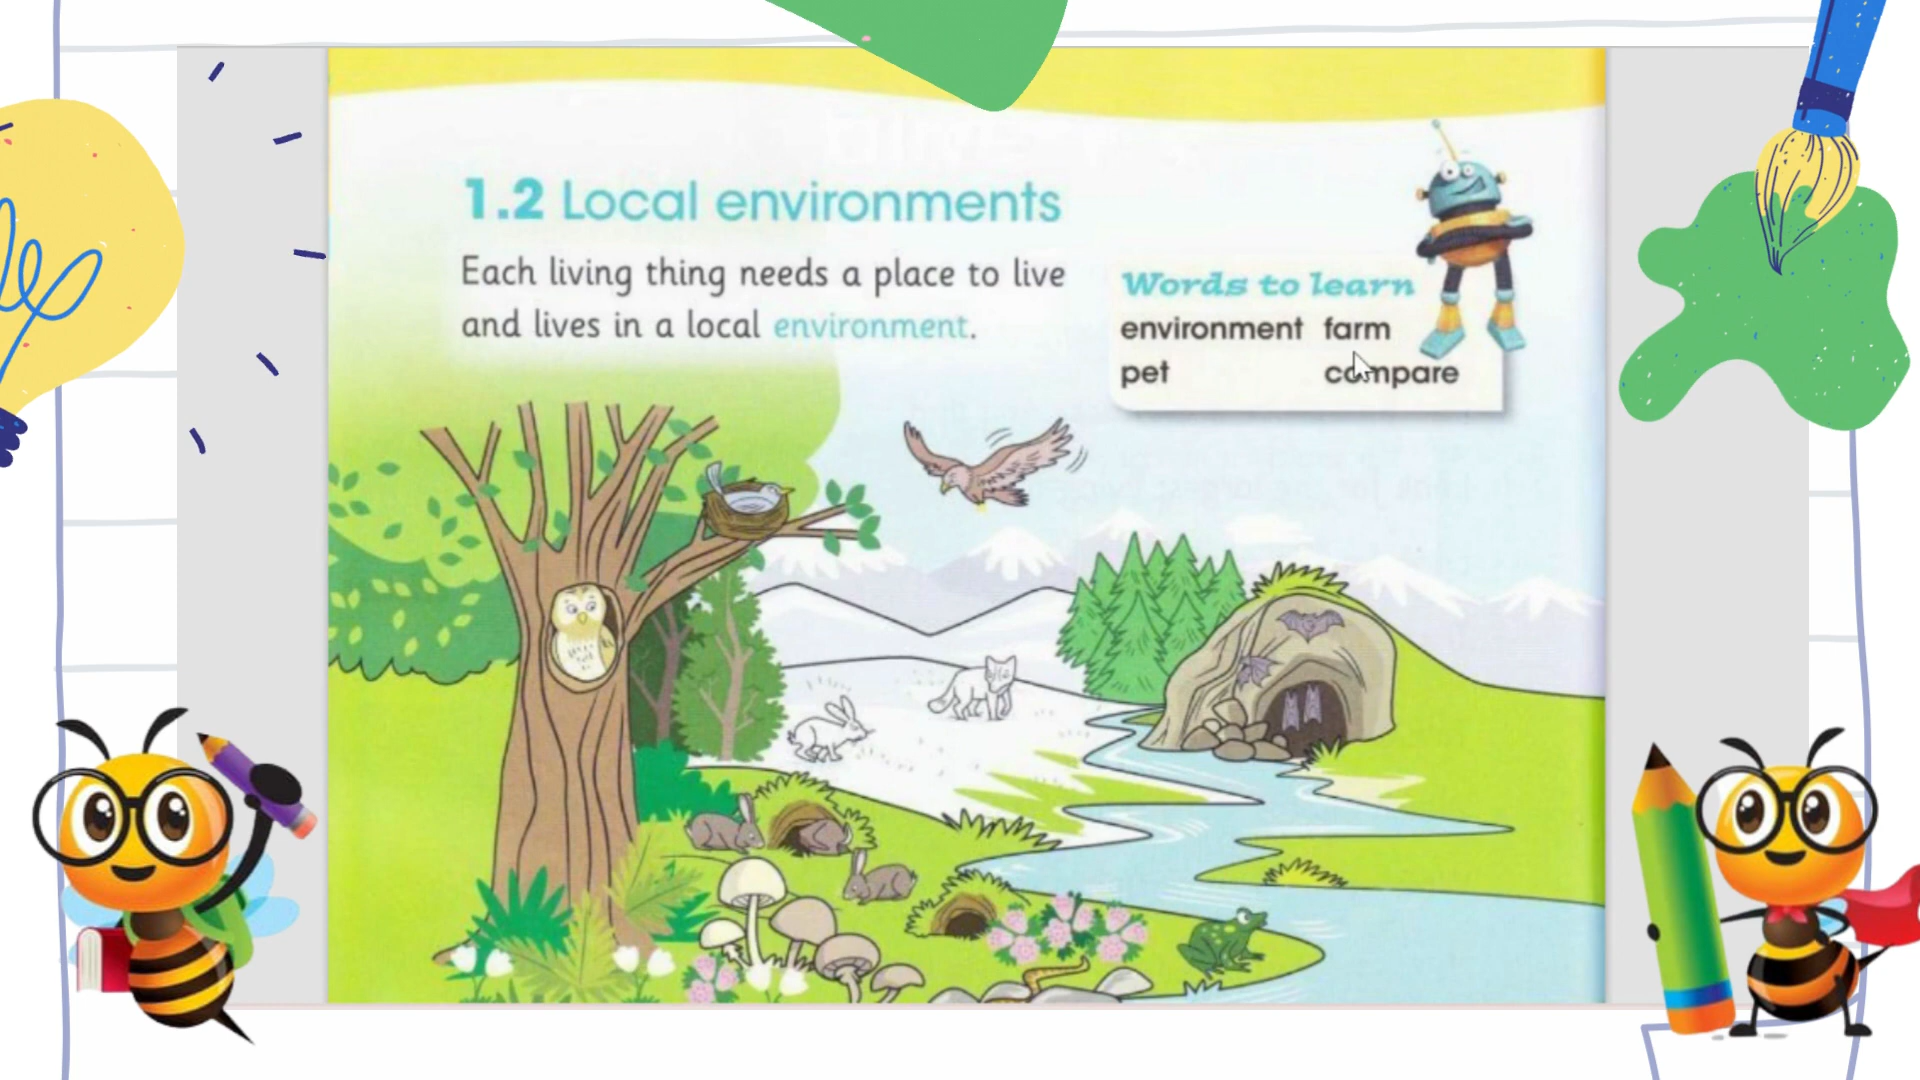 1.2 Local environments
Each living thing needs a place to live
and lives in a local environment.
Words to learn
environment farm
pet compare